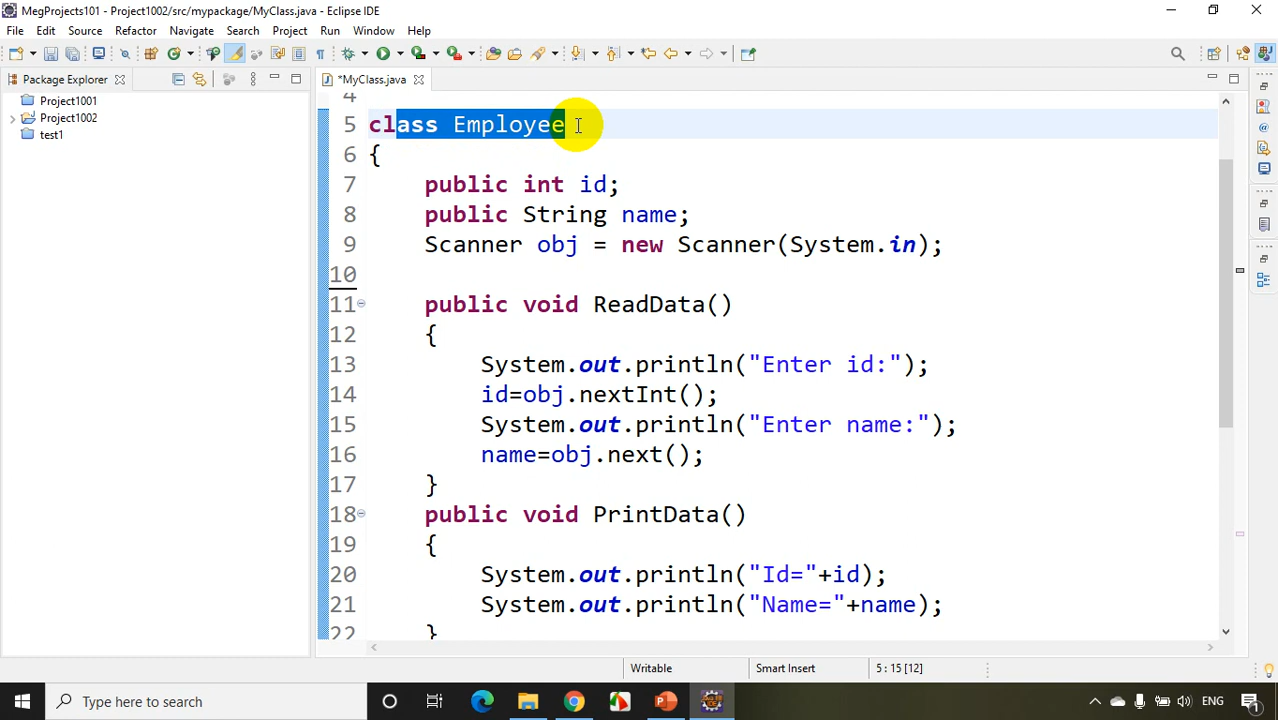 MegProjects101 - Project1002/src/mypackage/MyClass.java - Eclipse IDE
File Edit Source Refactor Navigate Search Project Run Window Help
Package Explorer
*MyClass.java
Project1001
Project1002
test1
4
5 class Employee
6 {
7 public int id;
8 public String name;
9 Scanner obj = new Scanner(System.in);
10
11 public void ReadData()
12 {
13 System.out.println("Enter id:");
14 id=obj.nextInt();
15 System.out.println("Enter name:");
16 name=obj.next();
17 }
18 public void PrintData()
19 {
20 System.out.println("Id="+id);
21 System.out.println("Name="+name);
22 }
Writable Smart Insert 5 : 15 [12]
Type here to search
ENG
1